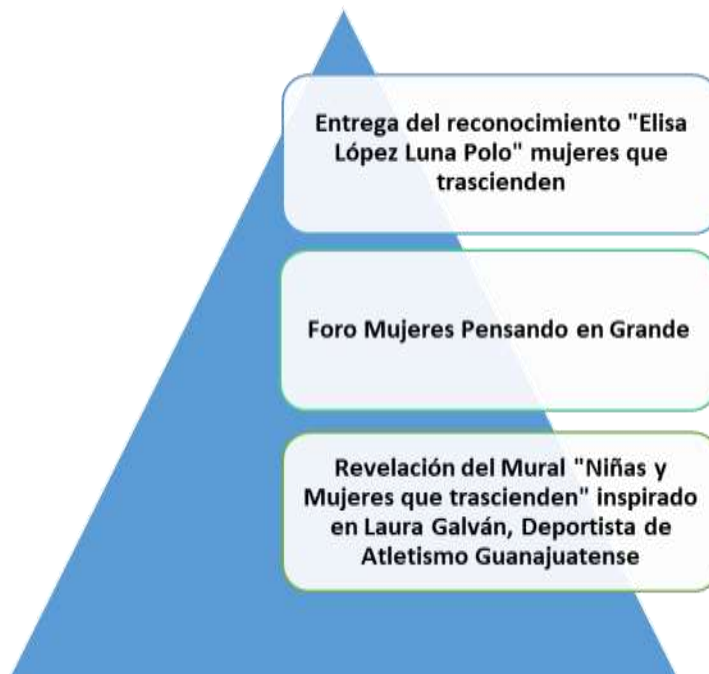 Entrega del reconocimiento "Elisa
López Luna Polo" mujeres que
trascienden
Foro Mujeres Pensando en Grande
Revelación del Mural "Niñas y
Mujeres que trascienden" inspirado
en Laura Galván, Deportista de
Atletismo Guanajuatense